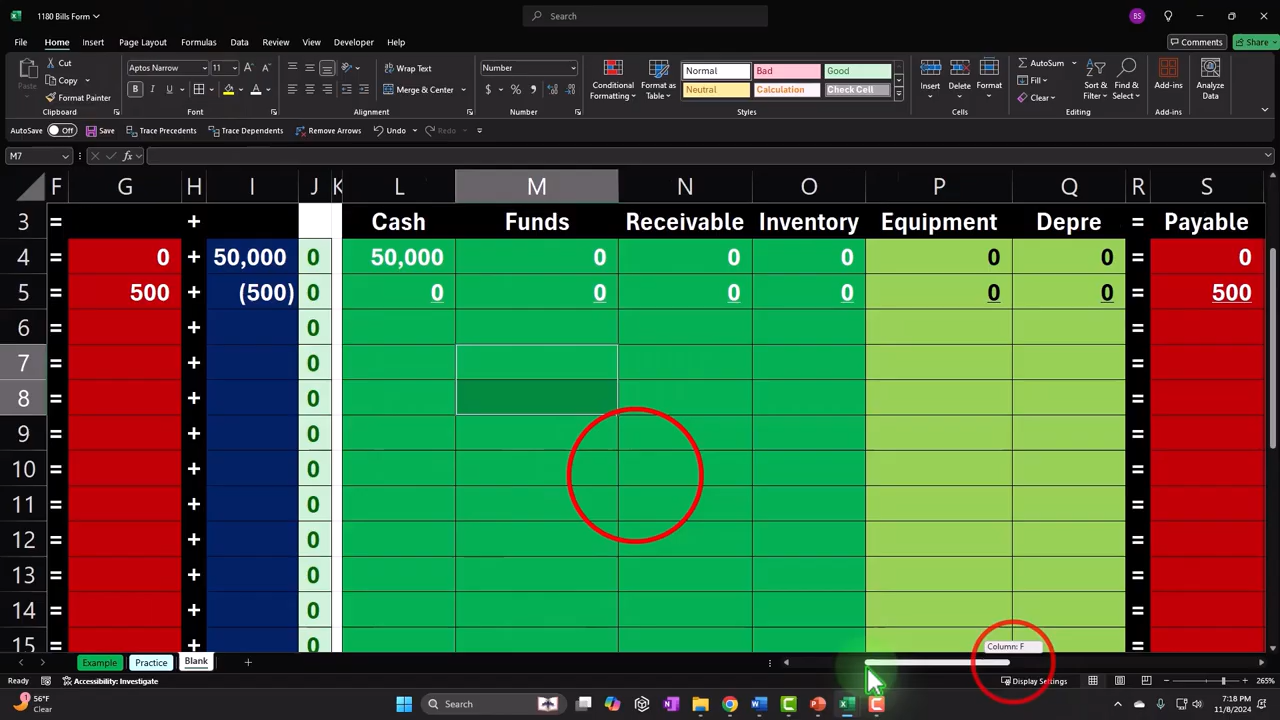 1180 Bills Form
Search
BS
File Home Insert Page Layout Formulas Data Review View Developer Help
Comments Share
Cut
Copy
Paste
Format Painter
Clipboard
Aptos Narrow 11
B I U
Font
Wrap Text
Merge & Center
Alignment
Number
$ % 9
Number
Conditional Formatting
Format as Table
Normal Bad Good
Neutral Calculation Check Cell
Styles
Insert Delete Format
Cells
AutoSum
Fill
Clear
Sort & Filter
Find & Select
Editing
Add-ins
Add-ins
Analyze Data
AutoSave Off Save Trace Precedents Trace Dependents Remove Arrows Undo Redo
M7 fx
F G H I J K L M N O P Q R S
3 = + Cash Funds Receivable Inventory Equipment Depre = Payable
4 = 0 + 50,000 0 50,000 0 0 0 0 0 = 0
5 = 500 + (500) 0 0 0 0 0 0 0 = 500
6 = + 0 =
7 = + 0 =
8 = + 0 =
9 = + 0 =
10 = + 0 =
11 = + 0 =
12 = + 0 =
13 = + 0 =
14 = + 0 =
15 = + 0 =
Column: F
Example Practice Blank
Ready Accessibility: Investigate Display Settings 265%
56°F
Clear
Search
7:18 PM
11/8/2024